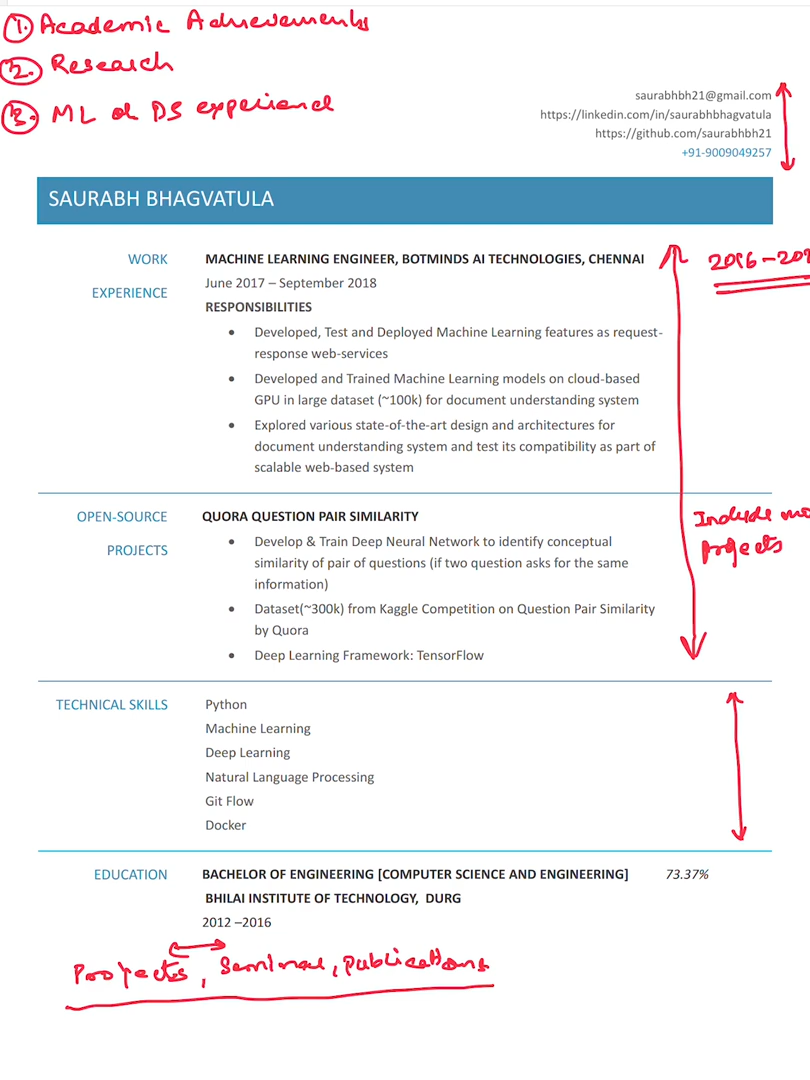 1. Academic Achievements
2. Research
3. ML or DS experience
saurabhbh21@gmail.com
https://linkedin.com/in/saurabhbhagvatula
https://github.com/saurabhbh21
+91-9009049257
SAURABH BHAGVATULA
WORK EXPERIENCE
MACHINE LEARNING ENGINEER, BOTMINDS AI TECHNOLOGIES, CHENNAI
June 2017 – September 2018
RESPONSIBILITIES
• Developed, Test and Deployed Machine Learning features as request-
response web-services
• Developed and Trained Machine Learning models on cloud-based
GPU in large dataset (~100k) for document understanding system
• Explored various state-of-the-art design and architectures for
document understanding system and test its compatibility as part of
scalable web-based system
2016-201
OPEN-SOURCE PROJECTS
QUORA QUESTION PAIR SIMILARITY
• Develop & Train Deep Neural Network to identify conceptual
similarity of pair of questions (if two question asks for the same
information)
• Dataset(~300k) from Kaggle Competition on Question Pair Similarity
by Quora
• Deep Learning Framework: TensorFlow
Include mo
projects
TECHNICAL SKILLS
Python
Machine Learning
Deep Learning
Natural Language Processing
Git Flow
Docker
EDUCATION
BACHELOR OF ENGINEERING [COMPUTER SCIENCE AND ENGINEERING] 73.37%
BHILAI INSTITUTE OF TECHNOLOGY, DURG
2012 –2016
Projects, Seminar, publications